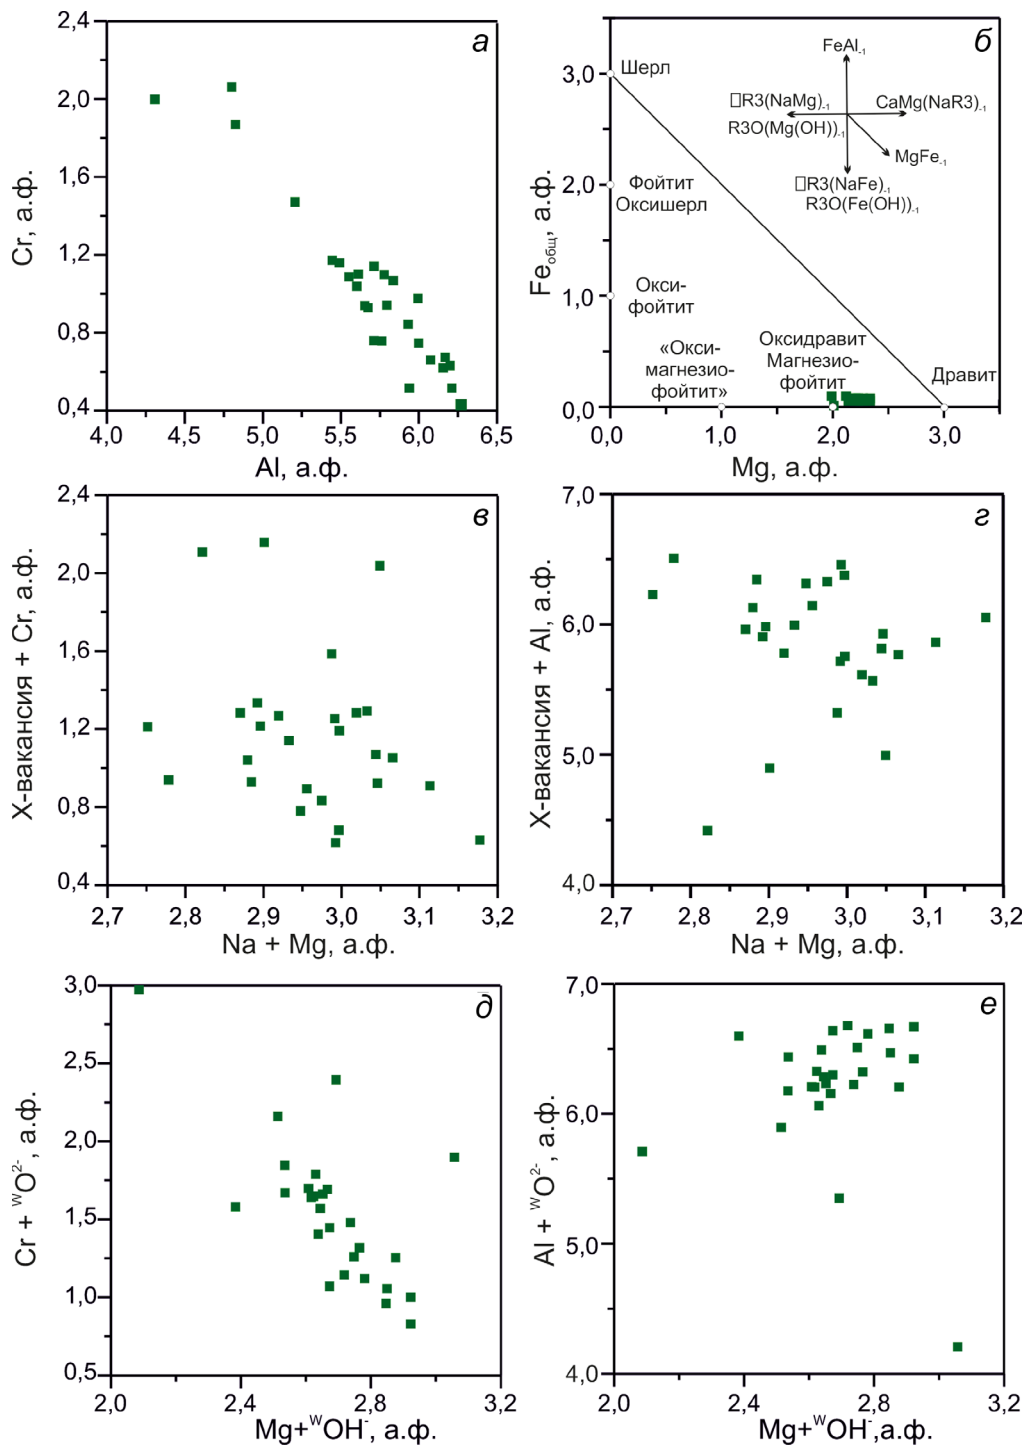 а
2,4
2,0
1,6
1,2
0,8
0,4
Cr, а.ф.
4,0 4,5 5,0 5,5 6,0 6,5
Al, а.ф.
б
3,0
2,0
1,0
0,0
Feобщ, а.ф.
Шерл
FeAl-1
□R3(NaMg)-1
R3O(Mg(OH))-1
CaMg(NaR3)-1
MgFe-1
□R3(NaFe)-1
R3O(Fe(OH))-1
Фойтит
Оксишерл
Окси-
фойтит
«Окси-
магнезио-
фойтит»
Оксидравит
Магнезио-
фойтит
Дравит
0,0 1,0 2,0 3,0
Mg, а.ф.
в
2,4
2,0
1,6
1,2
0,8
0,4
Х-вакансия + Cr, а.ф.
2,7 2,8 2,9 3,0 3,1 3,2
Na + Mg, а.ф.
г
7,0
6,0
5,0
4,0
Х-вакансия + Al, а.ф.
2,7 2,8 2,9 3,0 3,1 3,2
Na + Mg, а.ф.
д
3,0
2,5
2,0
1,5
1,0
0,5
Cr + ᵂO²⁻, а.ф.
2,0 2,4 2,8 3,2
Mg+ᵂOH⁻, а.ф.
е
7,0
6,0
5,0
4,0
Al + ᵂO²⁻, а.ф.
2,0 2,4 2,8 3,2
Mg+ᵂOH⁻,а.ф.